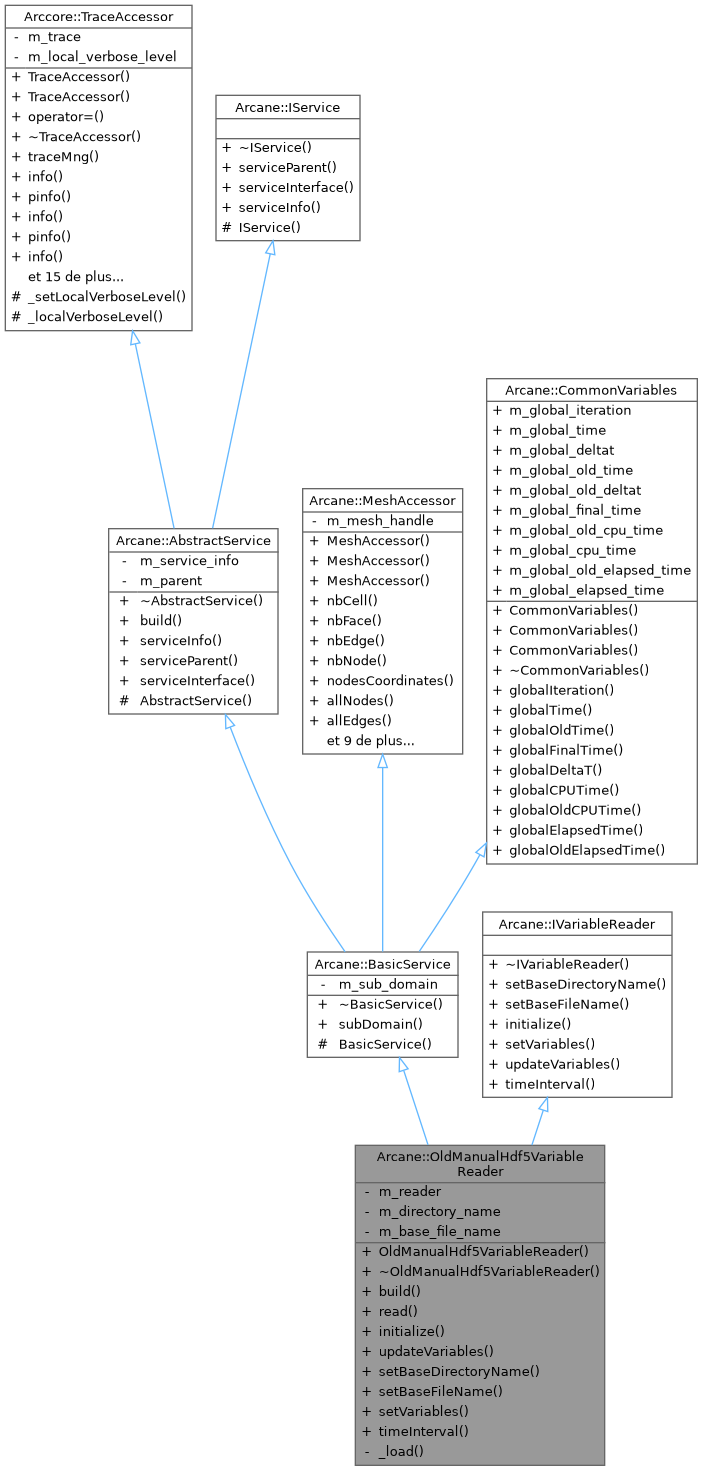 Arccore::TraceAccessor
- m_trace
- m_local_verbose_level
+ TraceAccessor()
+ TraceAccessor()
+ operator=()
+ ~TraceAccessor()
+ traceMng()
+ info()
+ pinfo()
+ info()
+ pinfo()
+ info()
et 15 de plus...
# _setLocalVerboseLevel()
# _localVerboseLevel()
Arcane::IService
+ ~IService()
+ serviceParent()
+ serviceInterface()
+ serviceInfo()
# IService()
Arcane::AbstractService
- m_service_info
- m_parent
+ ~AbstractService()
+ build()
+ serviceInfo()
+ serviceParent()
+ serviceInterface()
# AbstractService()
Arcane::MeshAccessor
- m_mesh_handle
+ MeshAccessor()
+ MeshAccessor()
+ MeshAccessor()
+ nbCell()
+ nbFace()
+ nbEdge()
+ nbNode()
+ nodesCoordinates()
+ allNodes()
+ allEdges()
et 9 de plus...
Arcane::CommonVariables
+ m_global_iteration
+ m_global_time
+ m_global_deltat
+ m_global_old_time
+ m_global_old_deltat
+ m_global_final_time
+ m_global_old_cpu_time
+ m_global_cpu_time
+ m_global_old_elapsed_time
+ m_global_elapsed_time
+ CommonVariables()
+ CommonVariables()
+ CommonVariables()
+ ~CommonVariables()
+ globalIteration()
+ globalTime()
+ globalOldTime()
+ globalFinalTime()
+ globalDeltaT()
+ globalCPUTime()
+ globalOldCPUTime()
+ globalElapsedTime()
+ globalOldElapsedTime()
Arcane::BasicService
- m_sub_domain
+ ~BasicService()
+ subDomain()
# BasicService()
Arcane::IVariableReader
+ ~IVariableReader()
+ setBaseDirectoryName()
+ setBaseFileName()
+ initialize()
+ setVariables()
+ updateVariables()
+ timeInterval()
Arcane::OldManualHdf5Variable
Reader
- m_reader
- m_directory_name
- m_base_file_name
+ OldManualHdf5VariableReader()
+ ~OldManualHdf5VariableReader()
+ build()
+ read()
+ initialize()
+ updateVariables()
+ setBaseDirectoryName()
+ setBaseFileName()
+ setVariables()
+ timeInterval()
- _load()